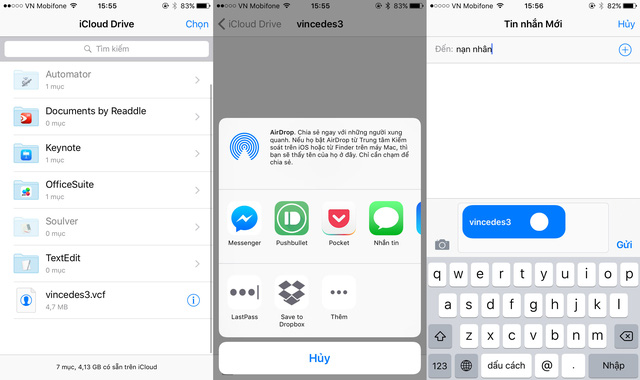 VN Mobifone 15:55 83%
iCloud Drive Chọn
Tìm kiếm
Automator
1 mục
Documents by Readdle
0 mục
Keynote
1 mục
OfficeSuite
1 mục
Soulver
0 mục
TextEdit
0 mục
vincedes3.vcf
4,7 MB
7 mục, 4,13 GB có sẵn trên iCloud
VN Mobifone 15:55 83%
iCloud Drive vincedes3
AirDrop. Chia sẻ ngay với những người xung
quanh. Nếu họ bật AirDrop từ Trung tâm Kiểm
soát trên iOS hoặc từ Finder trên máy Mac, thì
bạn sẽ thấy tên của họ ở đây. Chỉ cần chạm để
chia sẻ.
Messenger Pushbullet Pocket Nhắn tin
LastPass Save to Thêm
Dropbox
Hủy
VN Mobifone 15:56 82%
Tin nhắn Mới Hủy
Đến: nạn nhân
vincedes3
Gửi
q w e r t y u i o p
a s d f g h j k l
z x c v b n m
123 dấu cách @ . Nhập